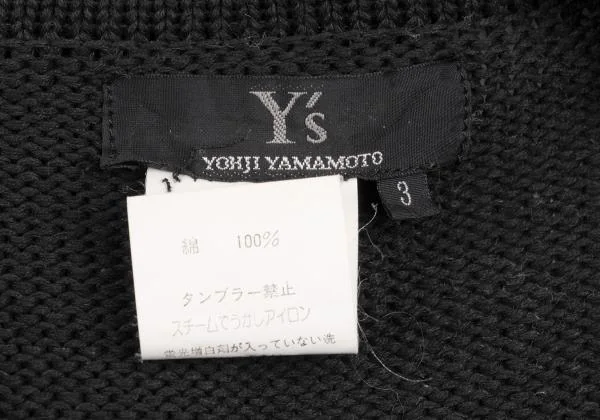 Y's
YOHJI YAMAMOTO
3
綿 100%
タンブラー禁止
スチームでうかしアイロン
蛍光増白剤が入っていない洗